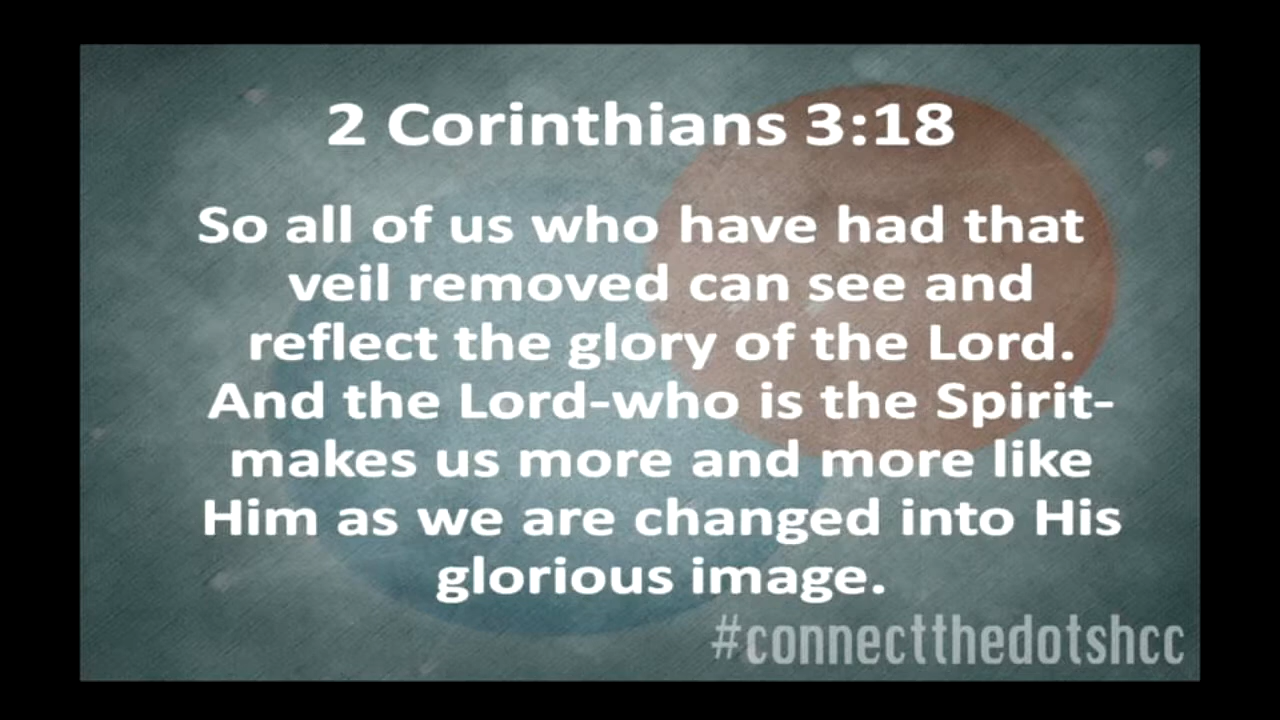 2 Corinthians 3:18
So all of us who have had that
veil removed can see and
reflect the glory of the Lord.
And the Lord-who is the Spirit-
makes us more and more like
Him as we are changed into His
glorious image.
#connectthedotshcc